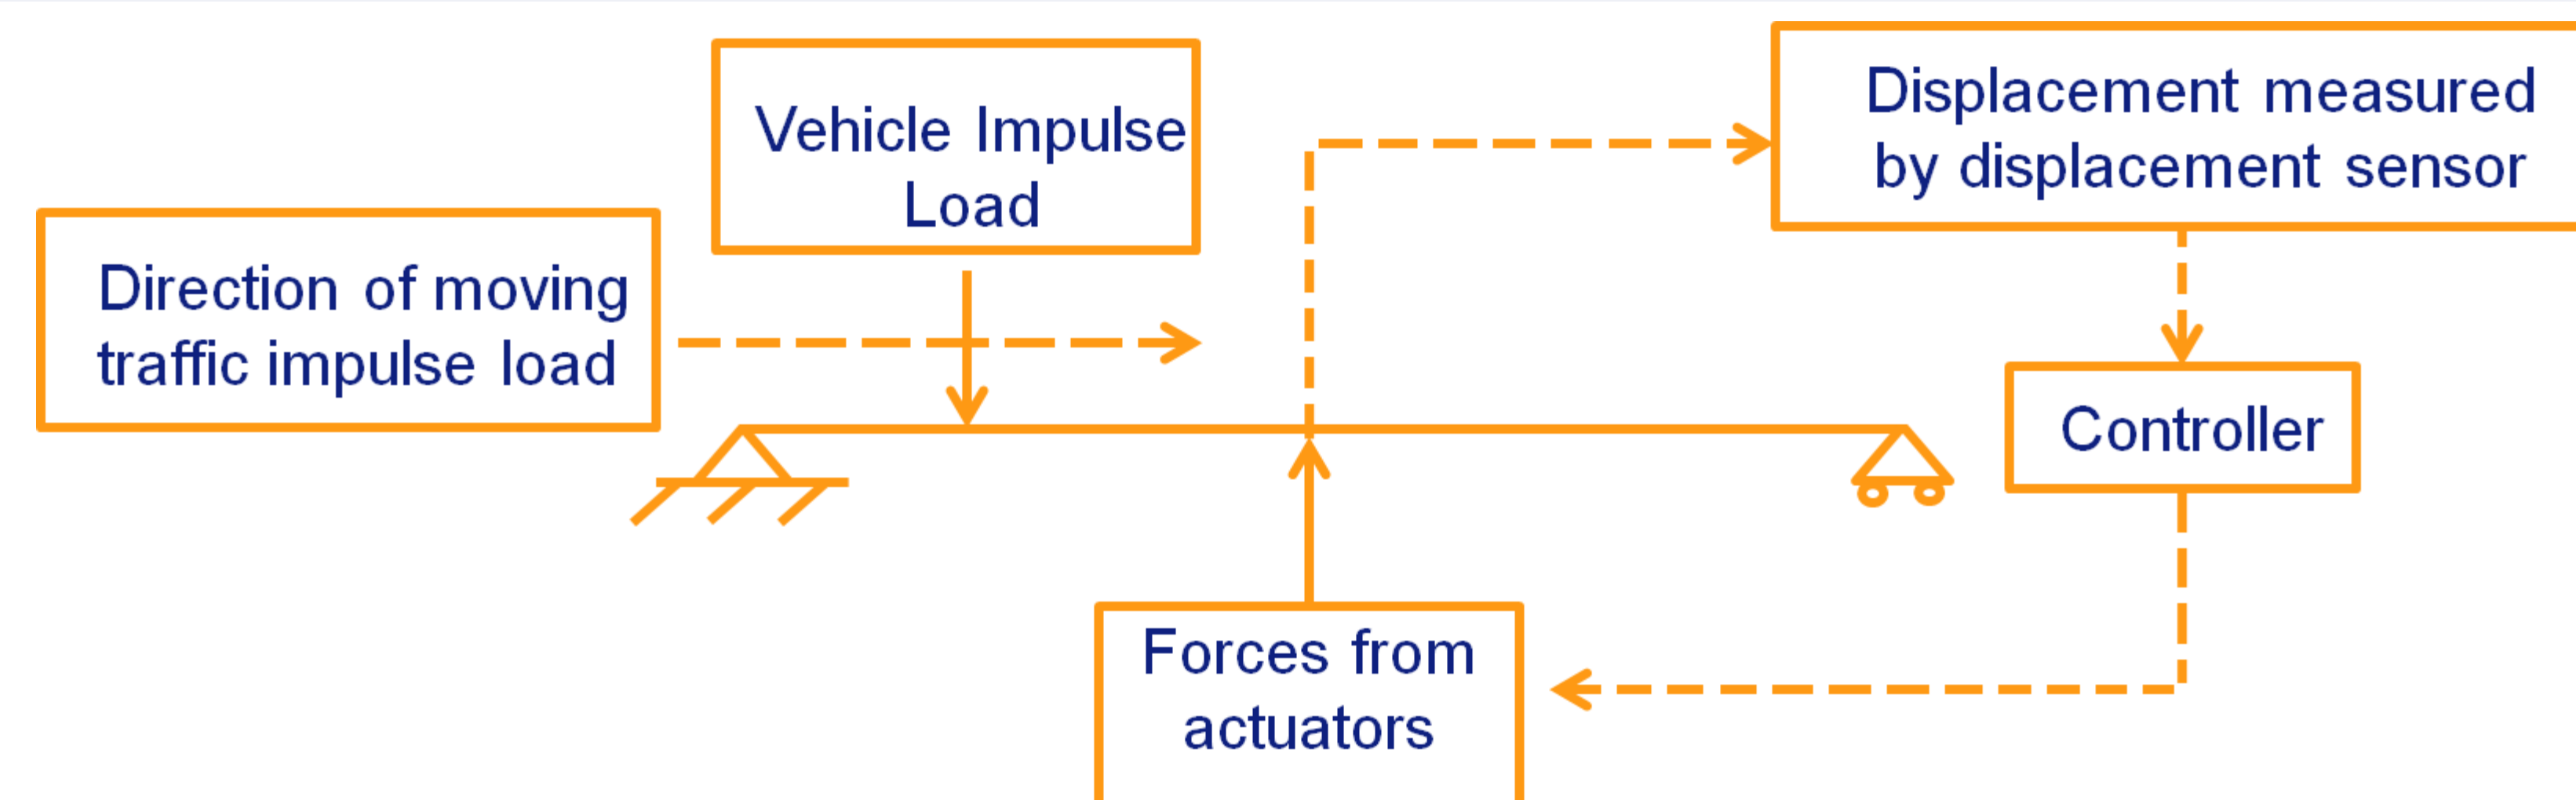 Vehicle Impulse
Load
Displacement measured
by displacement sensor
Direction of moving
traffic impulse load
Controller
Forces from
actuators